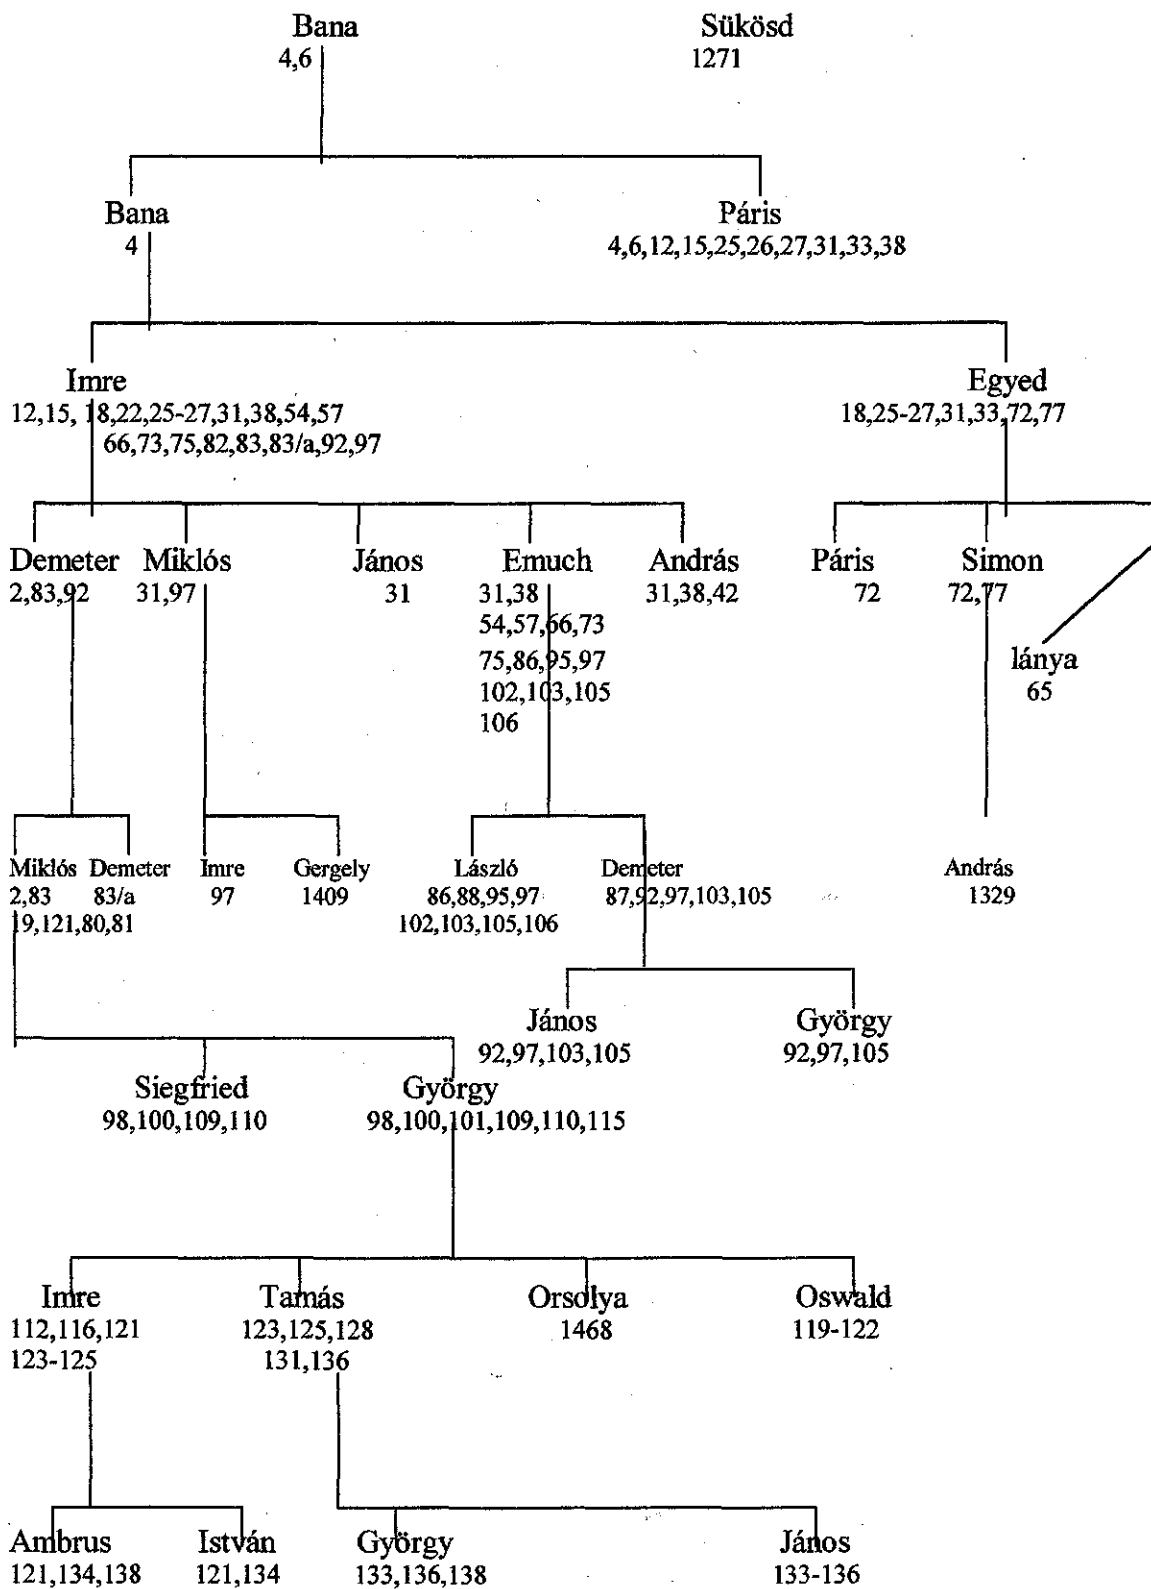 Bana Sükösd
4,6 1271
Bana Páris
4 4,6,12,15,25,26,27,31,33,38
Imre Egyed
12,15, 18,22,25-27,31,38,54,57 18,25-27,31,33,72,77
66,73,75,82,83,83/a,92,97
Demeter Miklós János Emuch András Páris Simon
2,83,92 31,97 31 31,38 31,38,42 72 72,77
54,57,66,73
75,86,95,97 lánya
102,103,105 65
106
Miklós Demeter Imre Gergely László Demeter András
2,83 83/a 97 1409 86,88,95,97 87,92,97,103,105 1329
19,121,80,81 102,103,105,106
János György
92,97,103,105 92,97,105
Siegfried György
98,100,109,110 98,100,101,109,110,115
Imre Tamás Orsolya Oswald
112,116,121 123,125,128 1468 119-122
123-125 131,136
Ambrus István György János
121,134,138 121,134 133,136,138 133-136